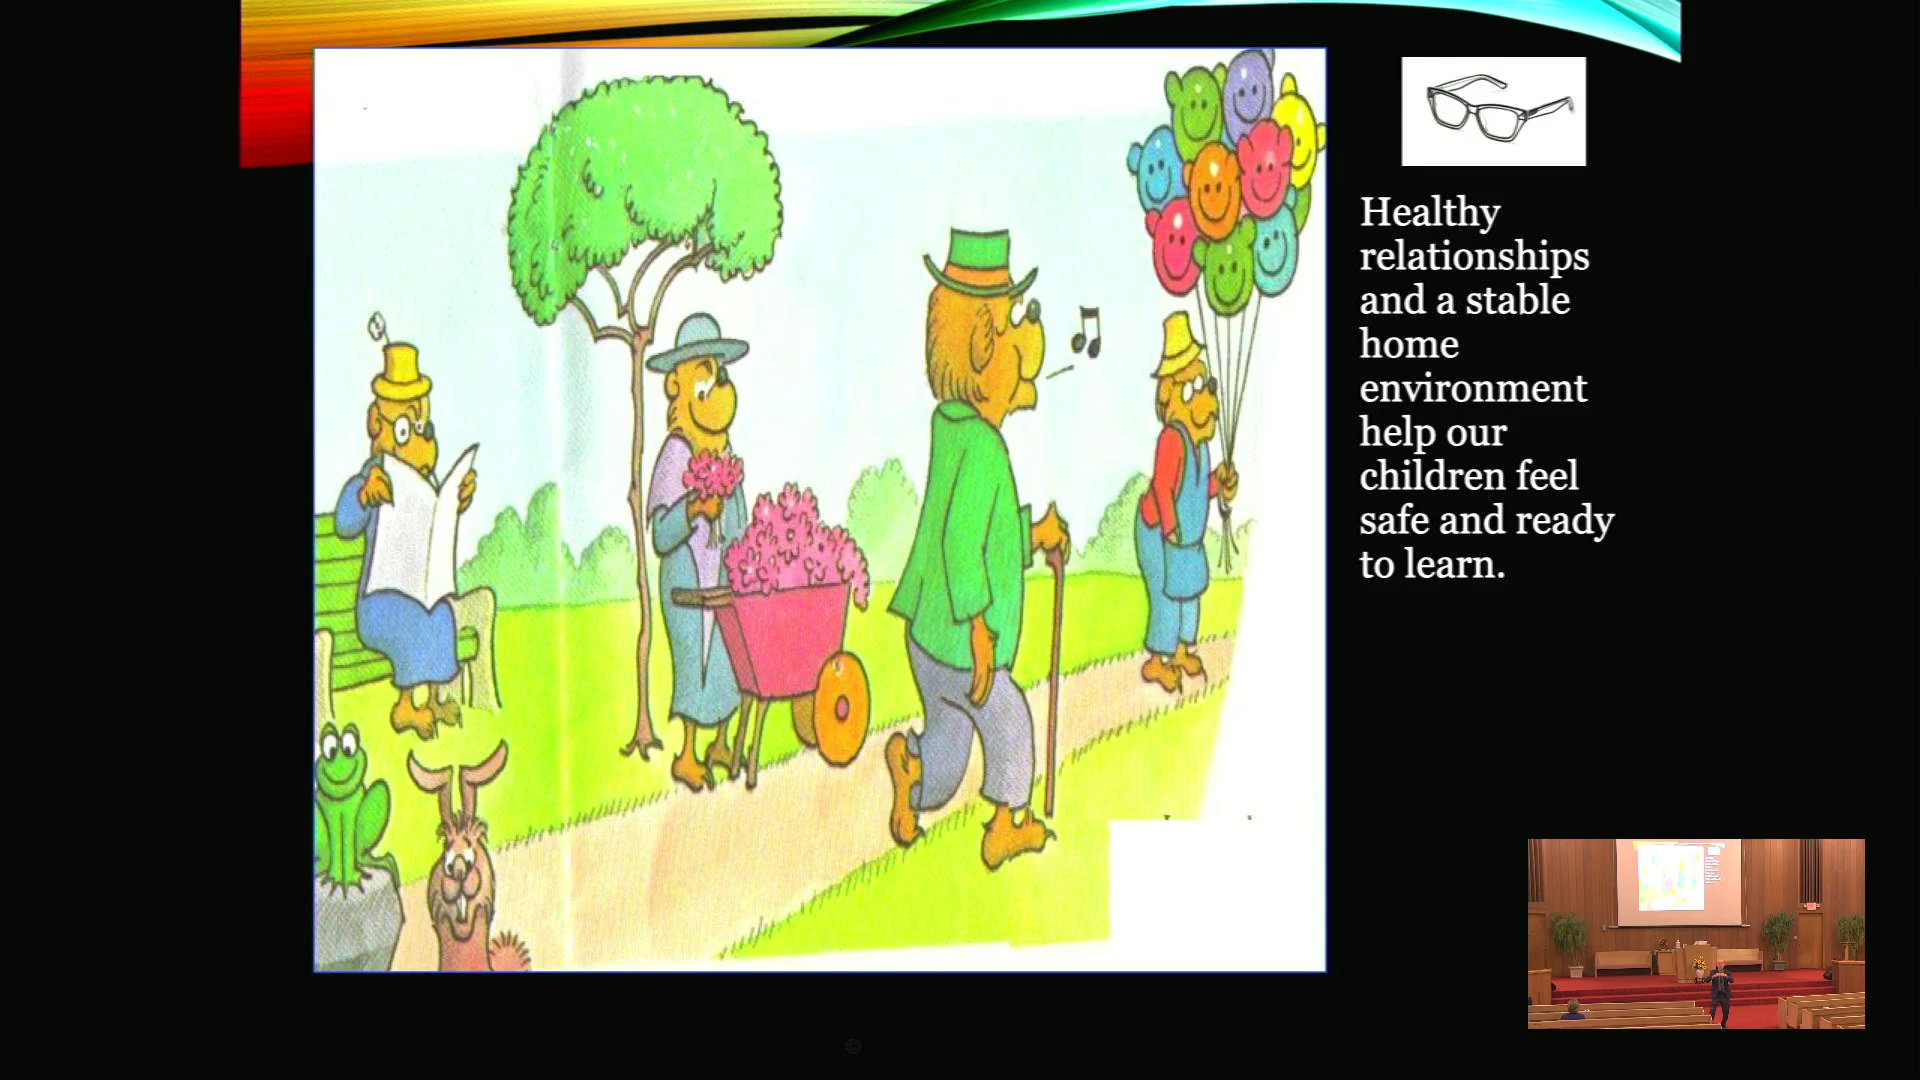 Healthy
relationships
and a stable
home
environment
help our
children feel
safe and ready
to learn.
©